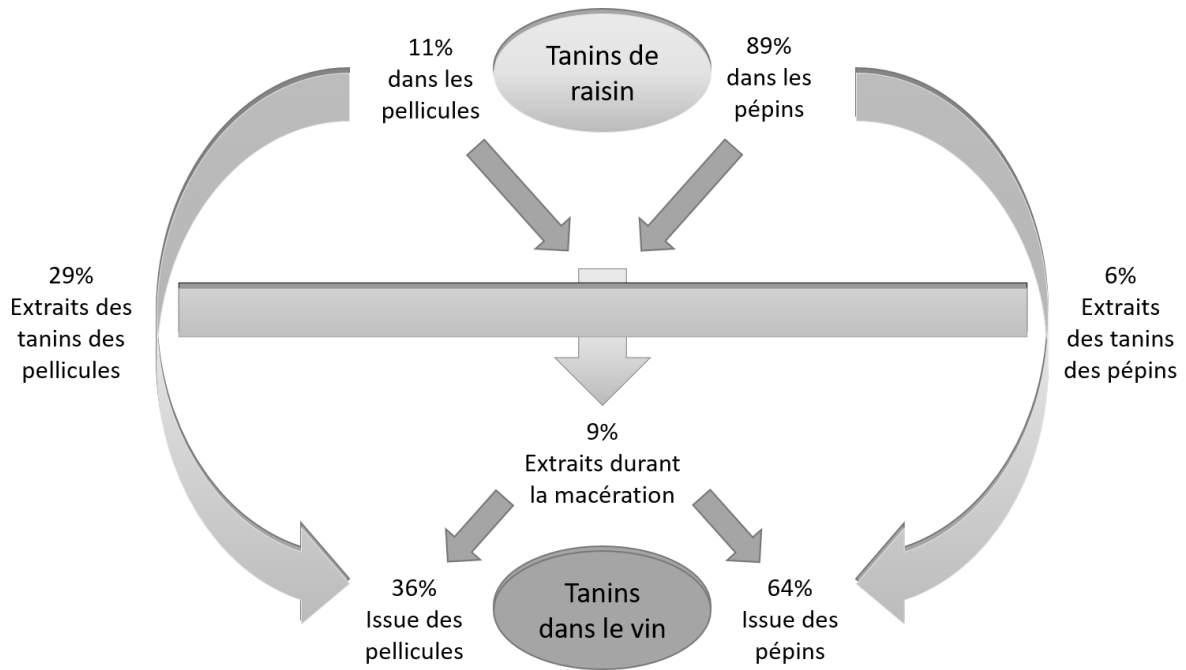 11%
dans les
pellicules
Tanins de
raisin
89%
dans les
pépins
29%
Extraits des
tanins des
pellicules
6%
Extraits
des tanins
des pépins
9%
Extraits durant
la macération
36%
Issue des
pellicules
Tanins
dans le vin
64%
Issue des
pépins